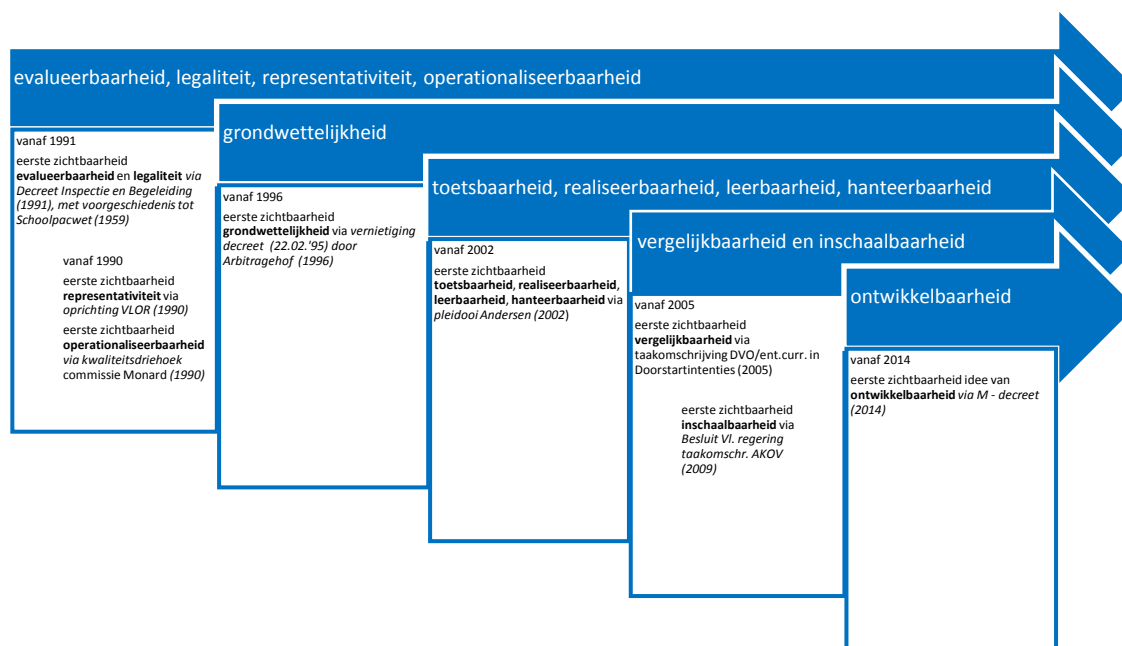 evalueerbaarheid, legaliteit, representativiteit, operationaliseerbaarheid
vanaf 1991
eerste zichtbaarheid
evalueerbaarheid en legaliteit via
Decreet Inspectie en Begeleiding
(1991), met voorgeschiedenis tot
Schoolpacwet (1959)
vanaf 1990
eerste zichtbaarheid
representativiteit via
oprichting VLOR (1990)
eerste zichtbaarheid
operationaliseerbaarheid
via kwaliteitsdriehoek
commissie Monard (1990)
grondwettelijkheid
vanaf 1996
eerste zichtbaarheid
grondwettelijkheid via vernietiging
decreet (22.02.'95) door
Arbitragehof (1996)
toetsbaarheid, realiseerbaarheid, leerbaarheid, hanteerbaarheid
vanaf 2002
eerste zichtbaarheid
toetsbaarheid, realiseerbaarheid,
leerbaarheid, hanteerbaarheid via
pleidooi Andersen (2002)
vergelijkbaarheid en inschaalbaarheid
vanaf 2005
eerste zichtbaarheid
vergelijkbaarheid via
taakomschrijving DVO/ent.curr. in
Doorstartintenties (2005)
eerste zichtbaarheid
inschaalbaarheid via
Besluit Vl. regering
taakomschr. AKOV
(2009)
ontwikkelbaarheid
vanaf 2014
eerste zichtbaarheid idee van
ontwikkelbaarheid via M - decreet
(2014)